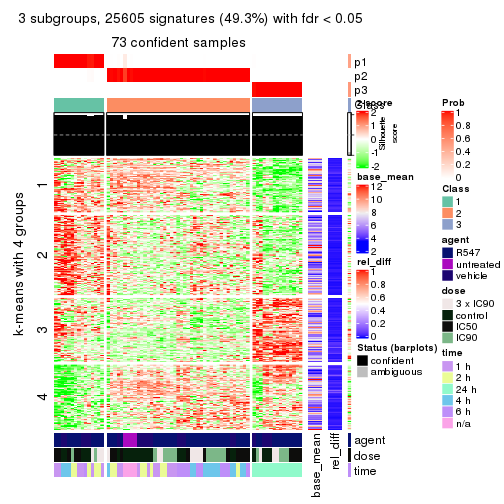 3 subgroups, 25605 signatures (49.3%) with fdr < 0.05
73 confident samples
p1
p2
p3
Class
Silhouette
score
k-means with 4 groups
1
2
3
4
base_mean
rel_diff
agent
dose
time
z-score
2
1
0
-1
-2
base_mean
12
10
8
6
4
2
rel_diff
1
0.8
0.6
0.4
0.2
0
Status (barplots)
confident
ambiguous
Prob
1
0.8
0.6
0.4
0.2
0
Class
1
2
3
agent
R547
untreated
vehicle
dose
3 x IC90
control
IC50
IC90
time
1 h
2 h
24 h
4 h
6 h
n/a